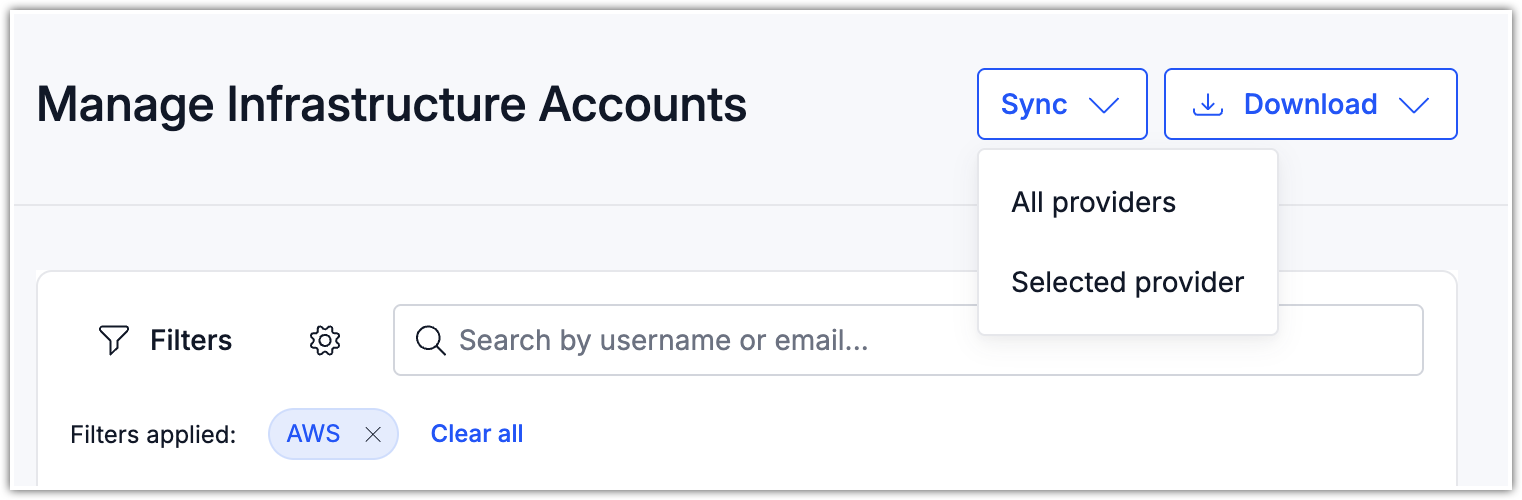 Manage Infrastructure Accounts
Sync
Download
All providers
Selected provider
Filters
Search by username or email...
Filters applied:
AWS
Clear all